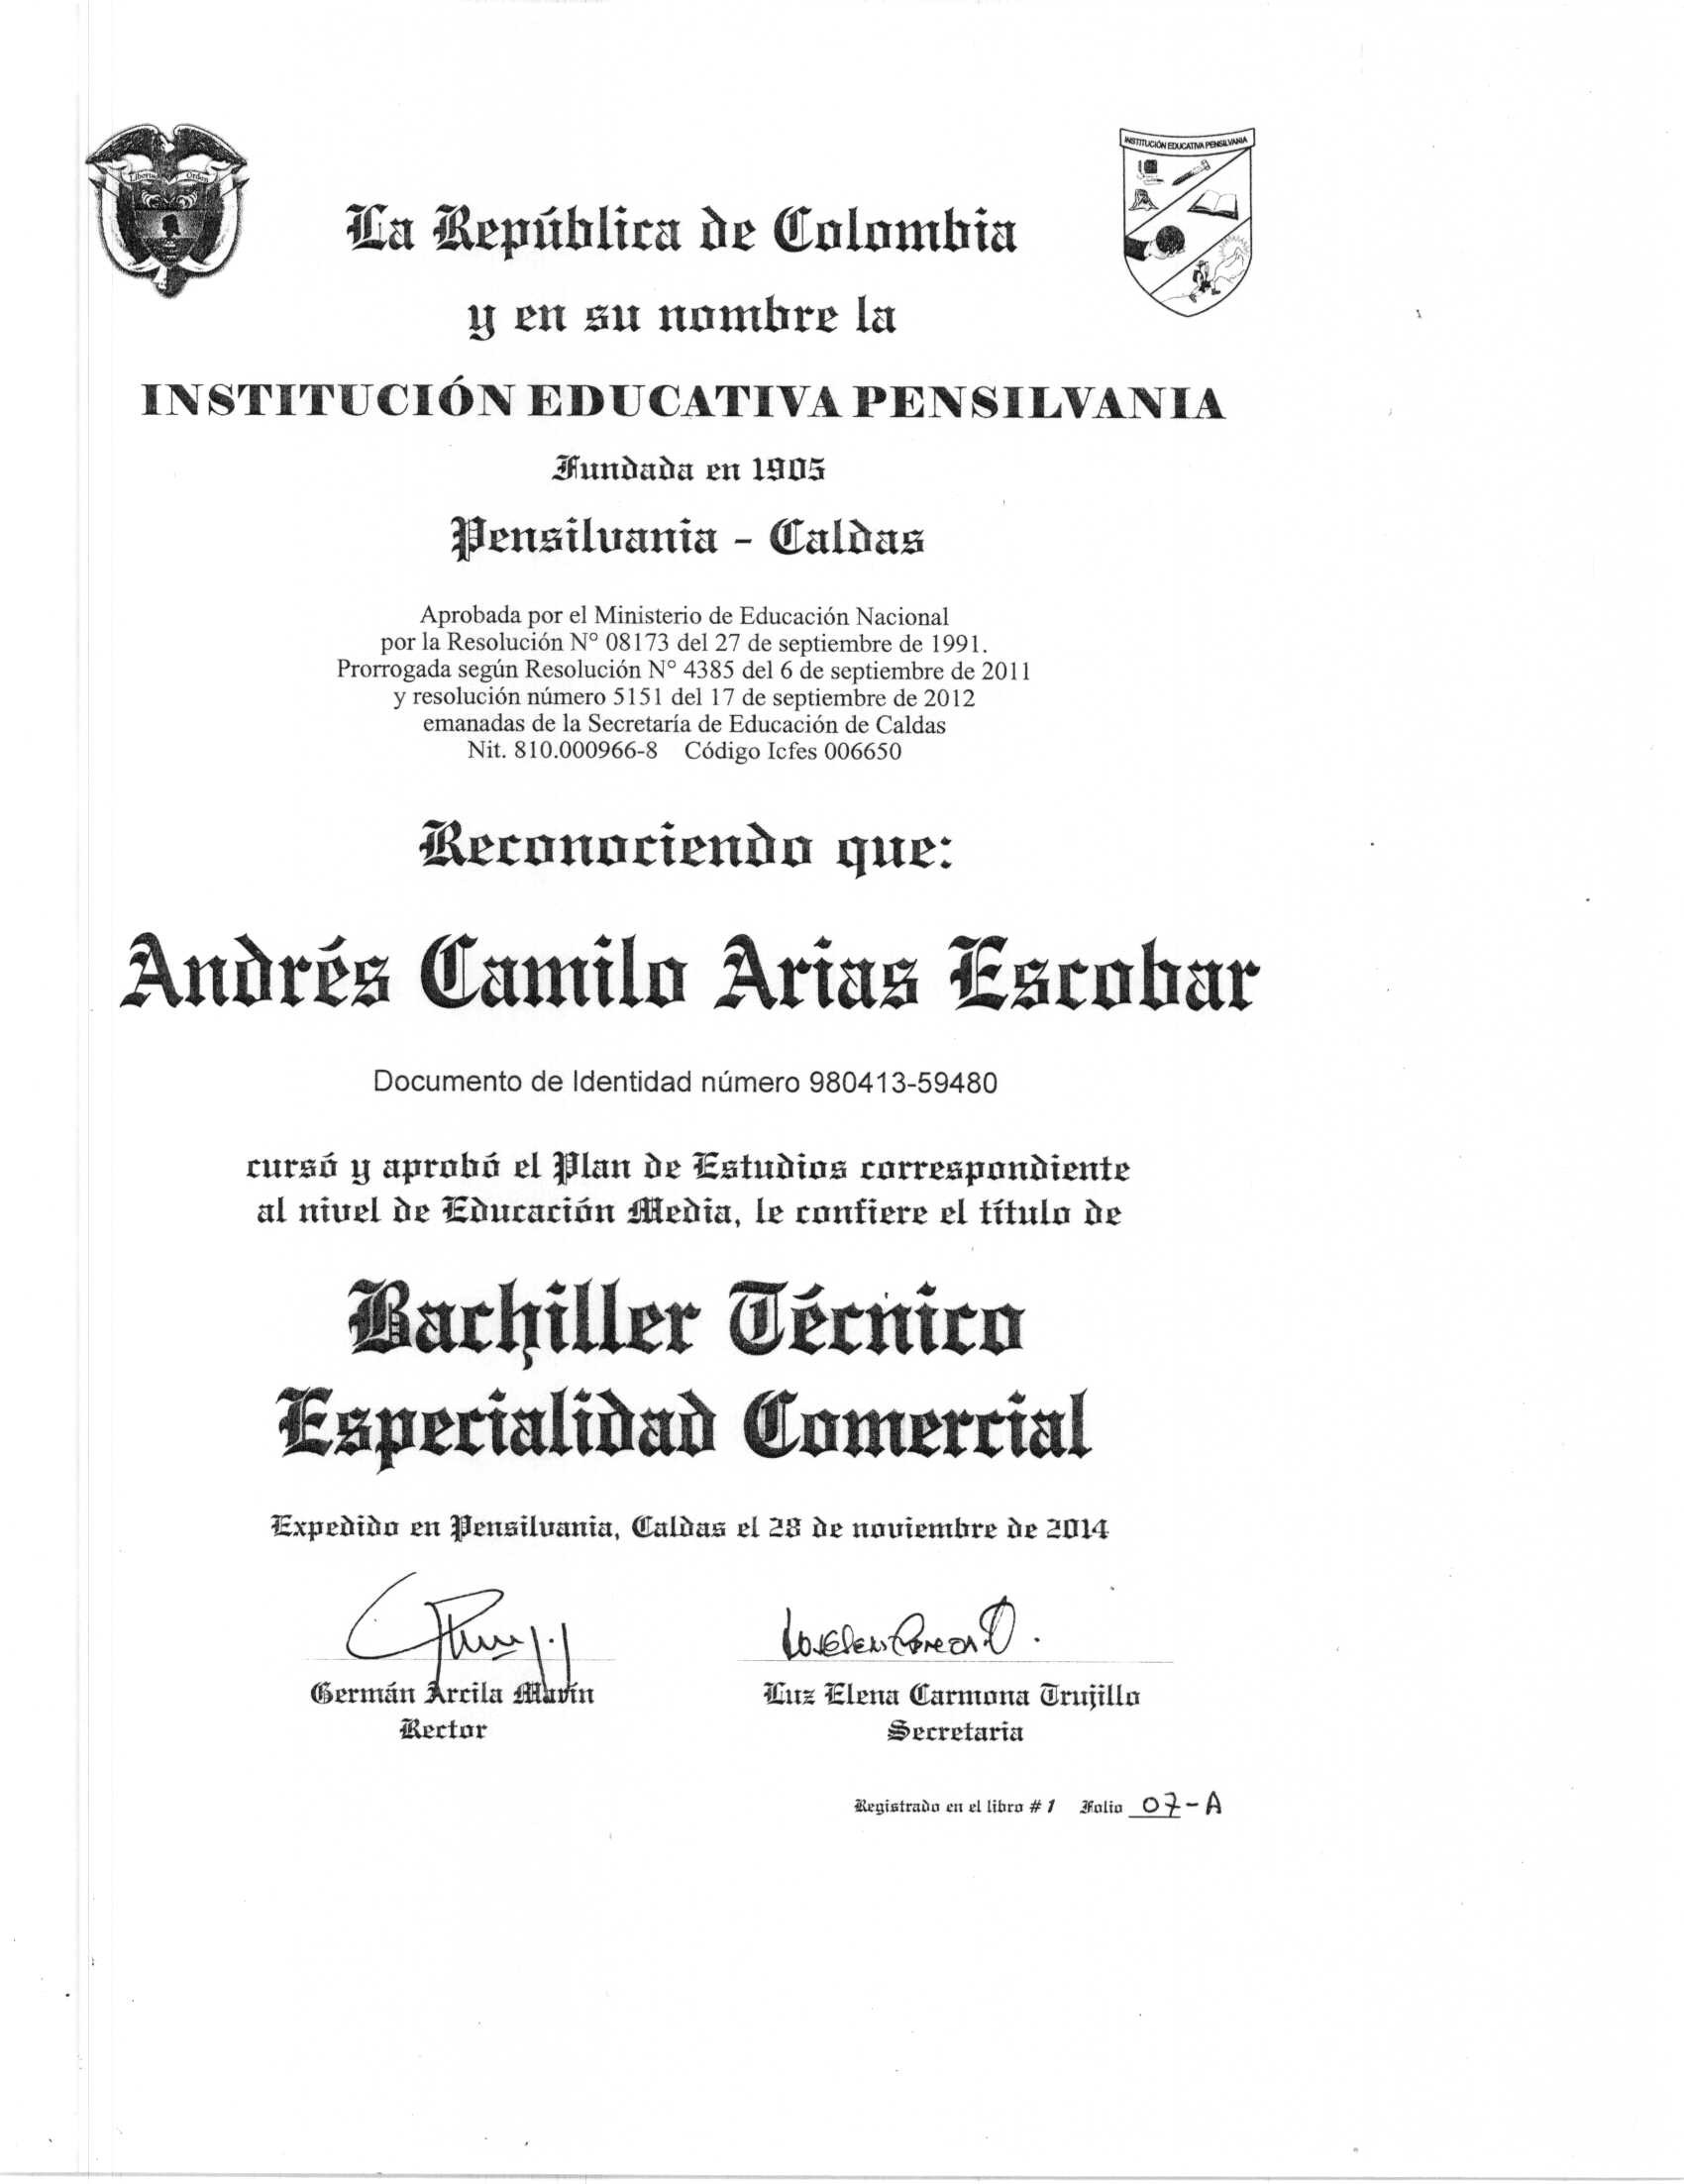 Libertad Orden
INSTITUCIÓN EDUCATIVA PENSILVANIA
La República de Colombia
y en su nombre la
INSTITUCIÓN EDUCATIVA PENSILVANIA
Fundada en 1905
Pensilvania - Caldas
Aprobada por el Ministerio de Educación Nacional
por la Resolución N° 08173 del 27 de septiembre de 1991.
Prorrogada según Resolución N° 4385 del 6 de septiembre de 2011
y resolución número 5151 del 17 de septiembre de 2012
emanadas de la Secretaría de Educación de Caldas
Nit. 810.000966-8 Código Icfes 006650
Reconociendo que:
Andrés Camilo Arias Escobar
Documento de Identidad número 980413-59480
cursó y aprobó el Plan de Estudios correspondiente
al nivel de Educación Media, le confiere el título de
Bachiller Técnico
Especialidad Comercial
Expedido en Pensilvania, Caldas el 28 de noviembre de 2014
Germán Arcila Marín
Rector
Luz Elena Carmona Trujillo
Secretaria
Registrado en el libro # 1 Folio 07-A